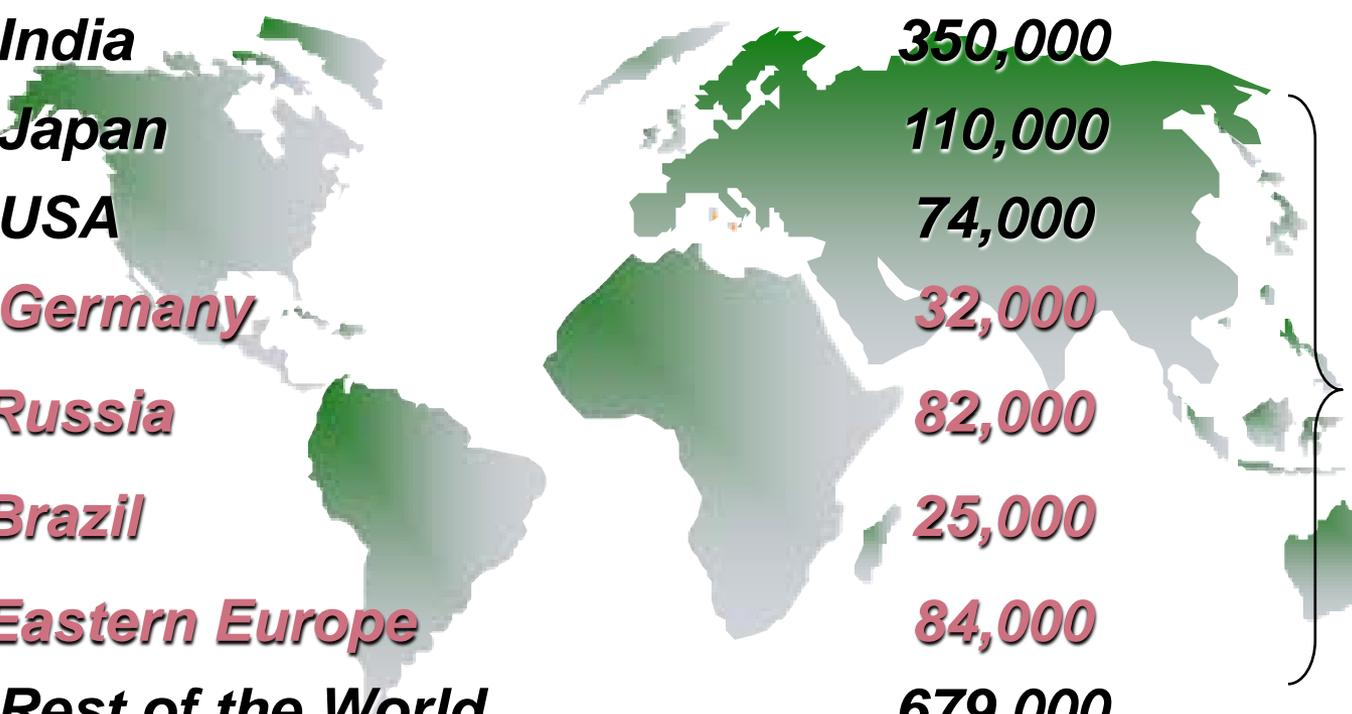 India 350,000
Japan 110,000
USA 74,000
Germany 32,000
Russia 82,000
Brazil 25,000
Eastern Europe 84,000
Rest of the World 679,000